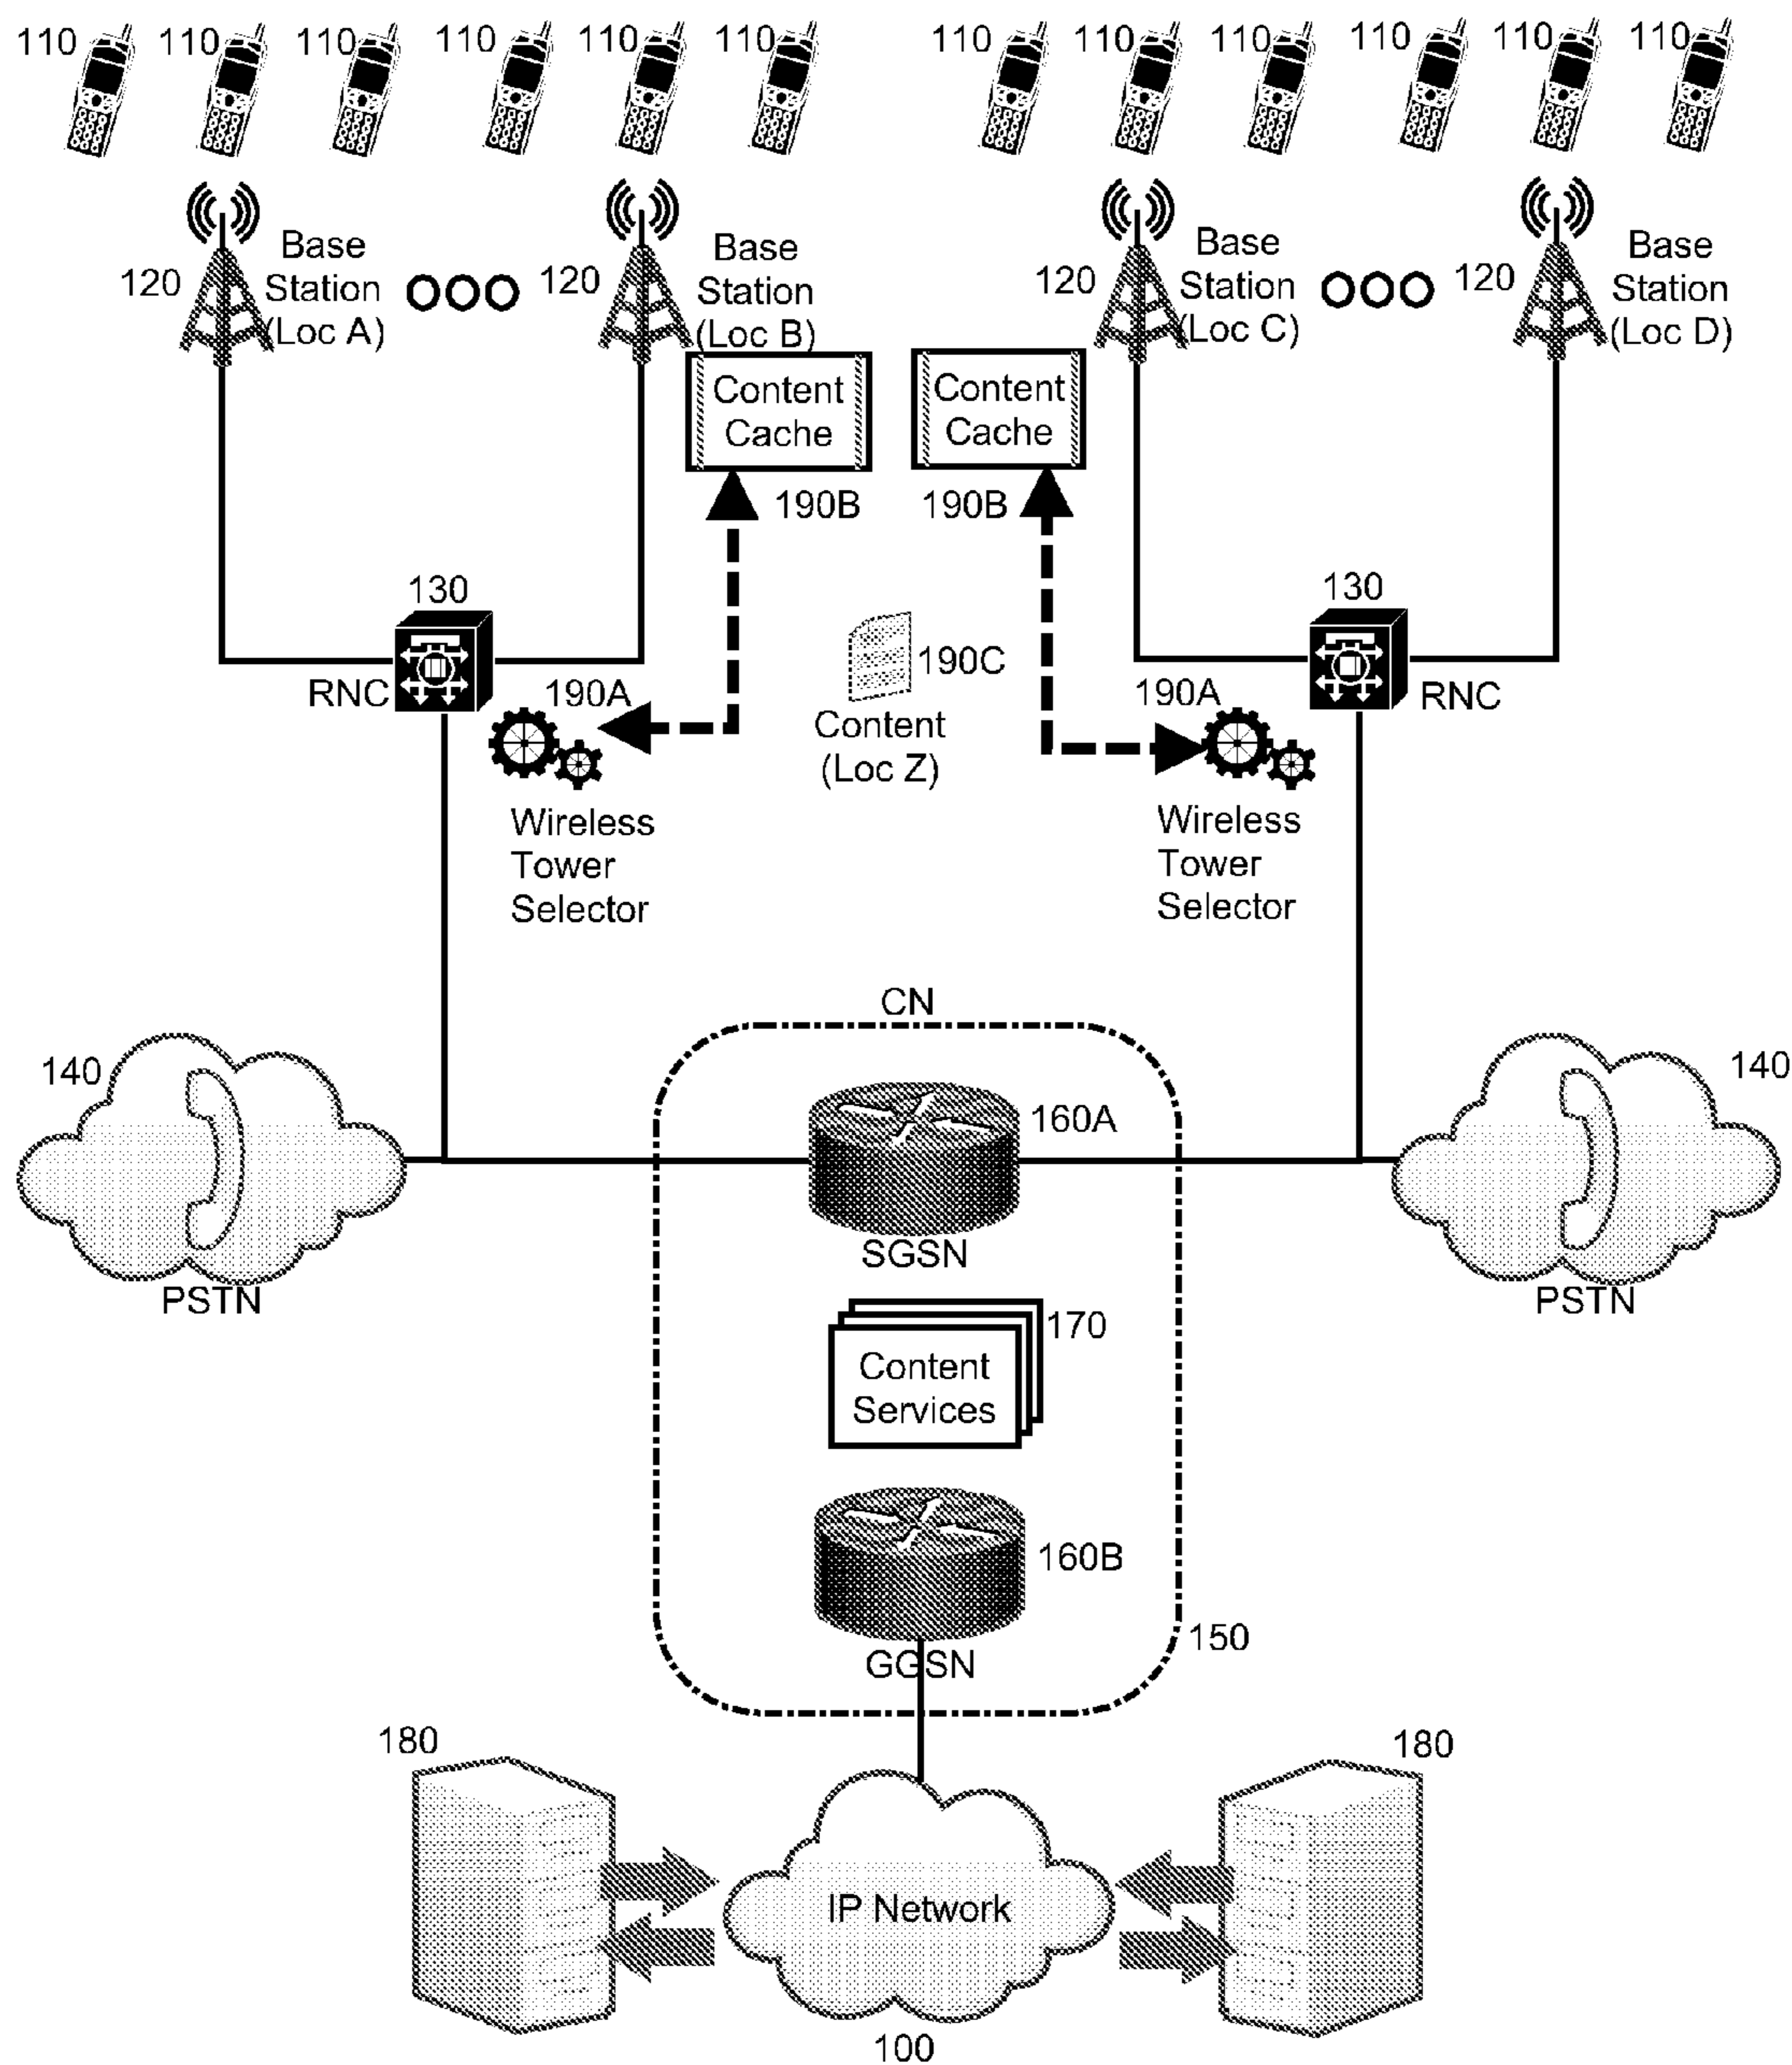 110 110 110 110 110 110 110 110 110 110 110 110
120
Base
Station
(Loc A)
120
Base
Station
(Loc B)
120
Base
Station
(Loc C)
120
Base
Station
(Loc D)
Content
Cache
190B
Content
Cache
190B
130
RNC
190A
Wireless
Tower
Selector
190C
Content
(Loc Z)
130
RNC
190A
Wireless
Tower
Selector
CN
140
PSTN
160A
SGSN
140
PSTN
170
Content
Services
160B
GGSN
150
180
180
IP Network
100